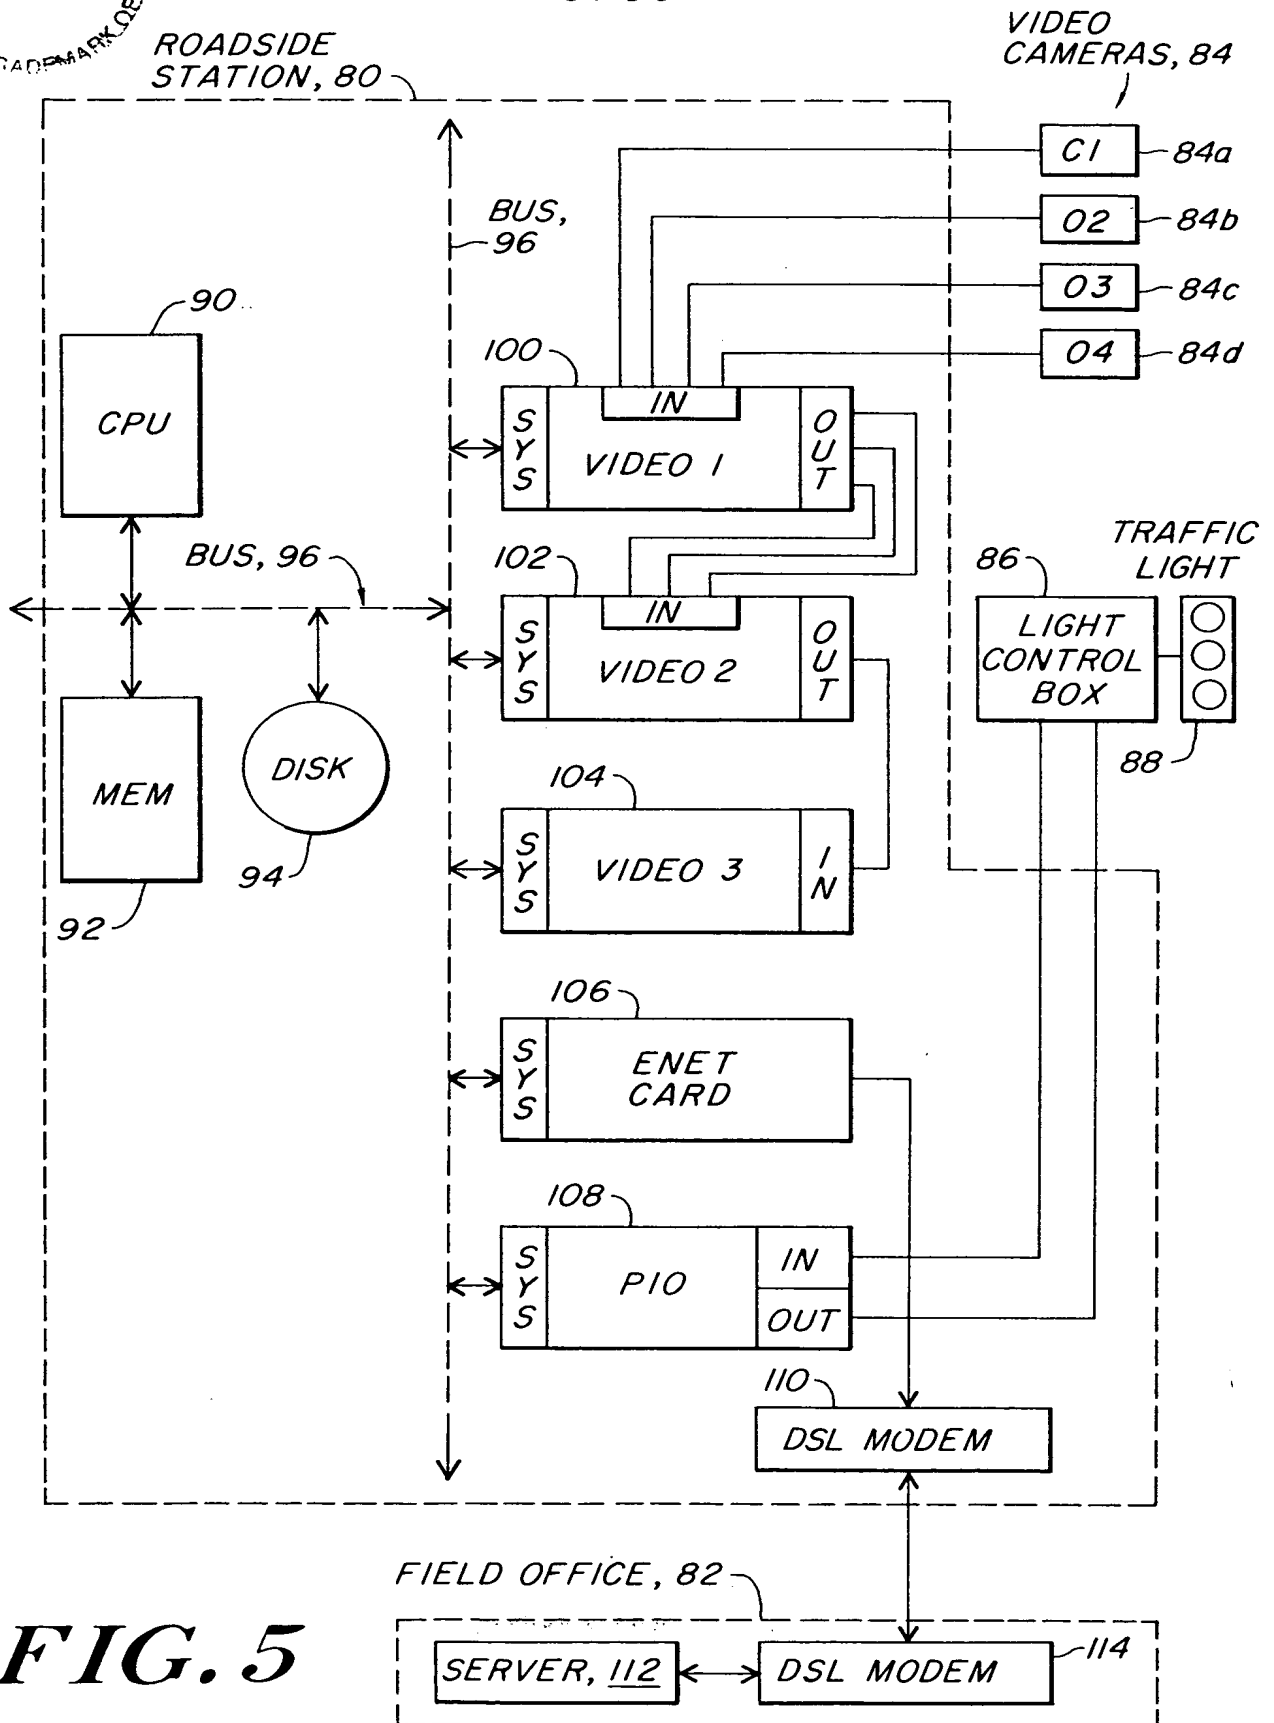 ROADSIDE
STATION, 80
VIDEO
CAMERAS, 84
C1
84a
BUS,
96
O2
84b
O3
84c
O4
84d
90
CPU
100
IN
SYS
VIDEO 1
OUT
BUS, 96
102
IN
SYS
VIDEO 2
OUT
86
LIGHT
CONTROL
BOX
TRAFFIC
LIGHT
88
MEM
92
DISK
94
104
SYS
VIDEO 3
IN
106
SYS
ENET
CARD
108
SYS
PIO
IN
OUT
110
DSL MODEM
FIELD OFFICE, 82
SERVER, 112
DSL MODEM
114
FIG. 5